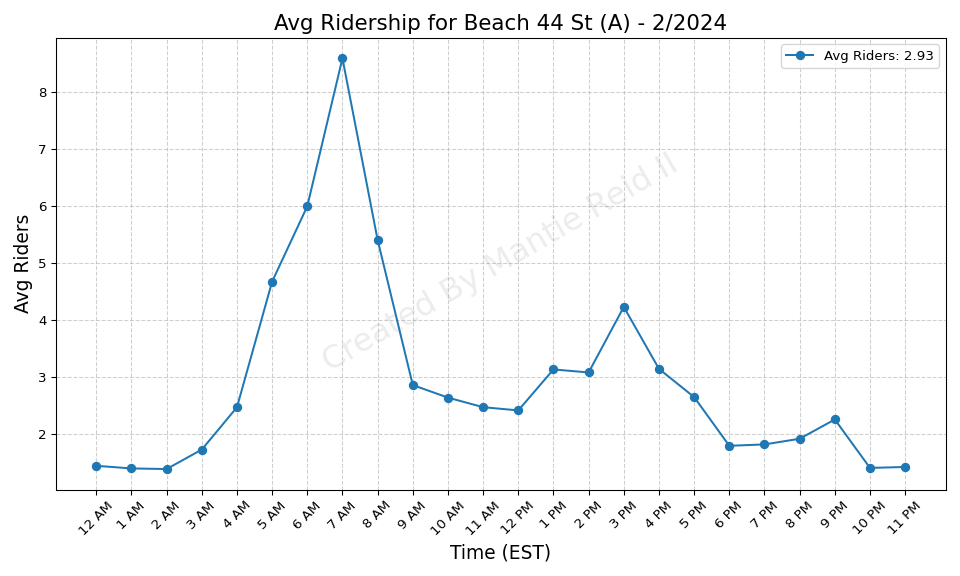 Avg Ridership for Beach 44 St (A) - 2/2024
Avg Riders: 2.93
Avg Riders
8
7
6
5
4
3
2
Created By Mantie Reid II
12 AM
1 AM
2 AM
3 AM
4 AM
5 AM
6 AM
7 AM
8 AM
9 AM
10 AM
11 AM
12 PM
1 PM
2 PM
3 PM
4 PM
5 PM
6 PM
7 PM
8 PM
9 PM
10 PM
11 PM
Time (EST)